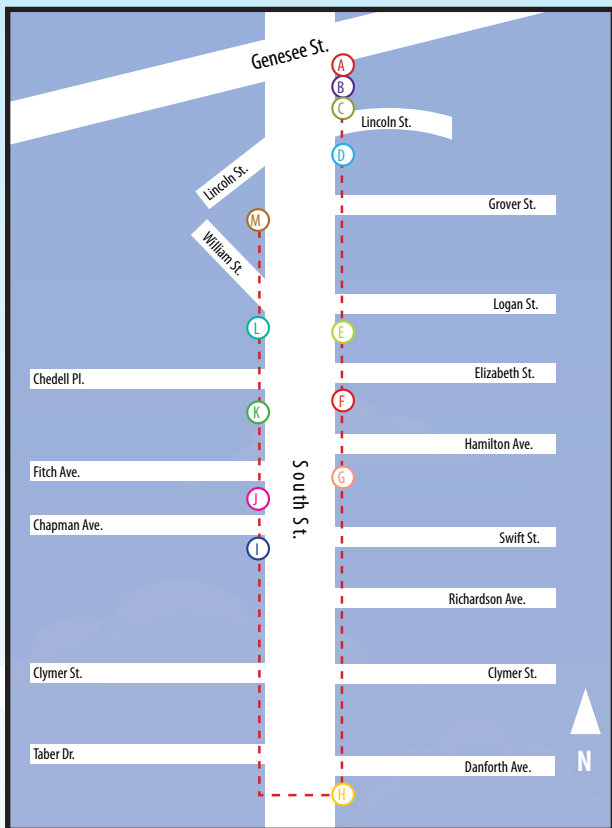 Genesee St.
A
B
C
Lincoln St.
D
Lincoln St.
Grover St.
M
William St.
Logan St.
L
E
Chedell Pl.
Elizabeth St.
F
K
Hamilton Ave.
Fitch Ave.
South St.
G
J
Chapman Ave.
Swift St.
I
Richardson Ave.
Clymer St.
Clymer St.
N
Taber Dr.
Danforth Ave.
H